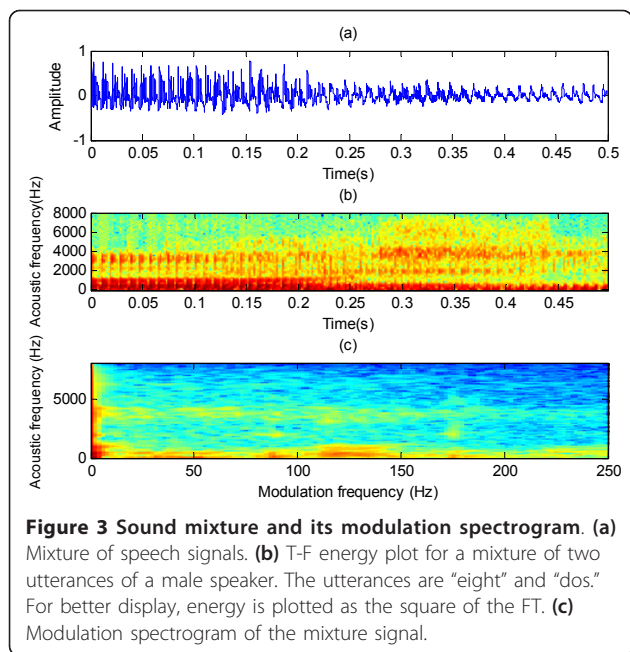 (a)
Amplitude
1
0
-1
0 0.05 0.1 0.15 0.2 0.25 0.3 0.35 0.4 0.45 0.5
Time(s)
(b)
Acoustic frequency(Hz)
8000
6000
4000
2000
0
0 0.05 0.1 0.15 0.2 0.25 0.3 0.35 0.4 0.45
Time(s)
(c)
Acoustic frequency (Hz)
5000
0
0 50 100 150 200 250
Modulation frequency (Hz)
Figure 3 Sound mixture and its modulation spectrogram. (a)
Mixture of speech signals. (b) T-F energy plot for a mixture of two
utterances of a male speaker. The utterances are “eight” and “dos.”
For better display, energy is plotted as the square of the FT. (c)
Modulation spectrogram of the mixture signal.